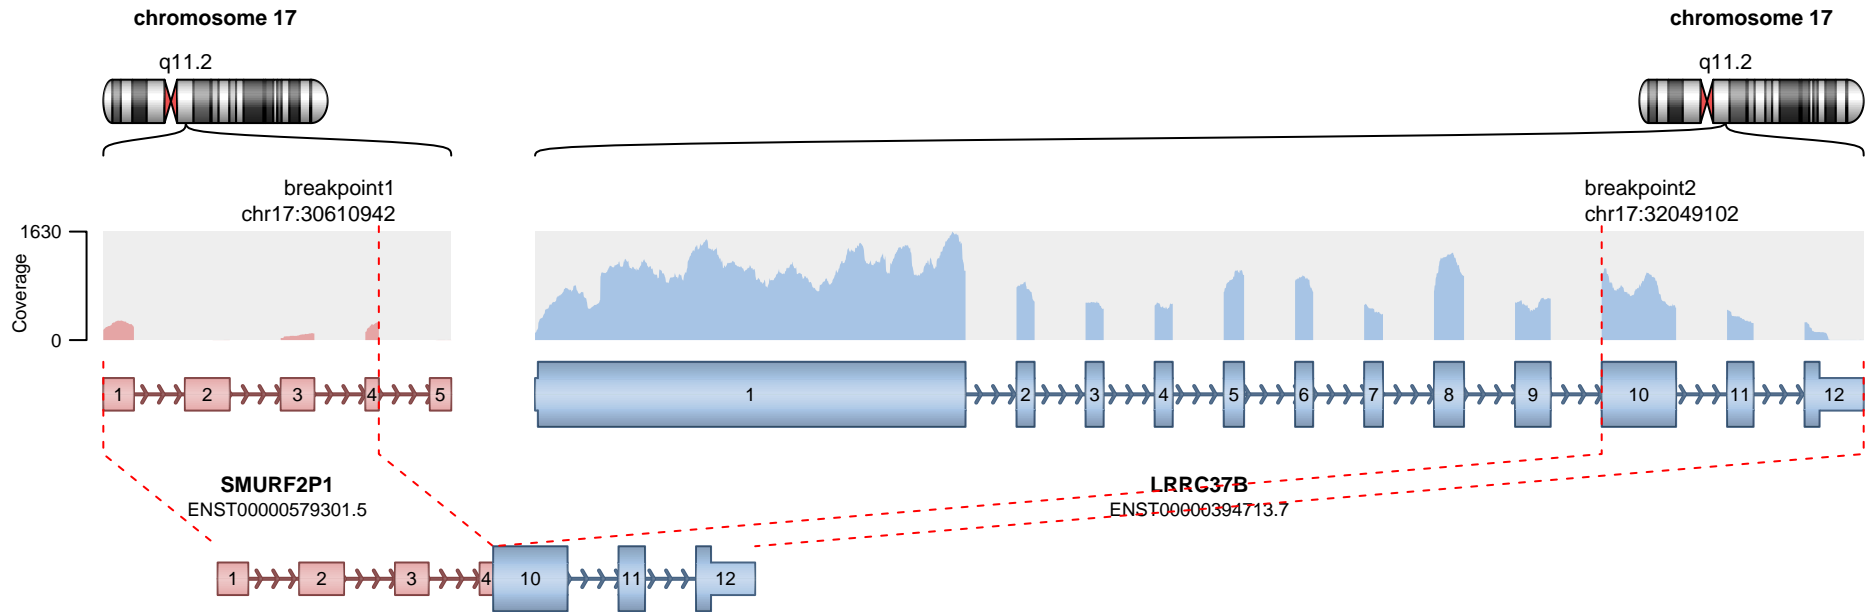 chromosome 17
chromosome 17
q11.2
q11.2
breakpoint1
chr17:30610942
breakpoint2
chr17:32049102
1630
Coverage
0
1 2 3 4 5
1 2 3 4 5 6 7 8 9 10 11 12
SMURF2P1
ENST00000579301.5
LRRC37B
ENST00000394713.7
1 2 3 4 10 11 12